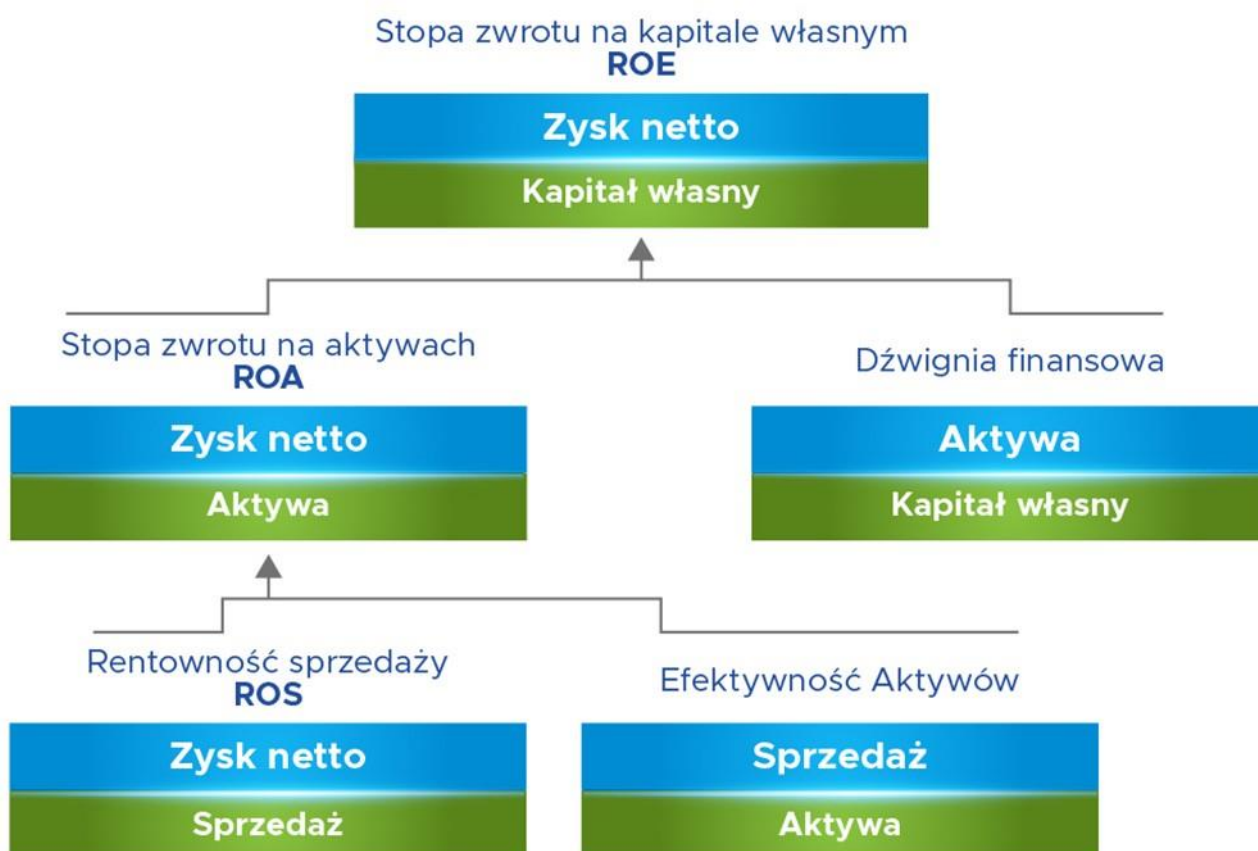 Stopa zwrotu na kapitale własnym
ROE
Zysk netto
Kapitał własny
Stopa zwrotu na aktywach
ROA
Zysk netto
Aktywa
Dźwignia finansowa
Aktywa
Kapitał własny
Rentowność sprzedaży
ROS
Zysk netto
Sprzedaż
Efektywność Aktywów
Sprzedaż
Aktywa